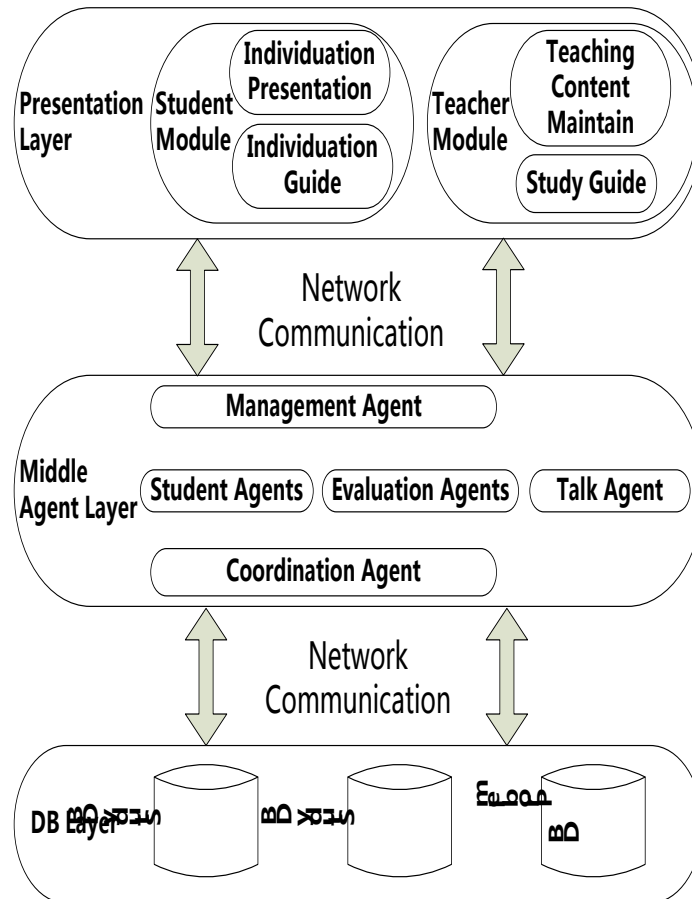 Individuation
Presentation
Teaching
Content
Maintain
Presentation
Layer
Student
Module
Teacher
Module
Individuation
Guide
Study Guide
Network
Communication
Management Agent
Middle
Agent Layer
Student Agents
Evaluation Agents
Talk Agent
Coordination Agent
Network
Communication
DB Layer